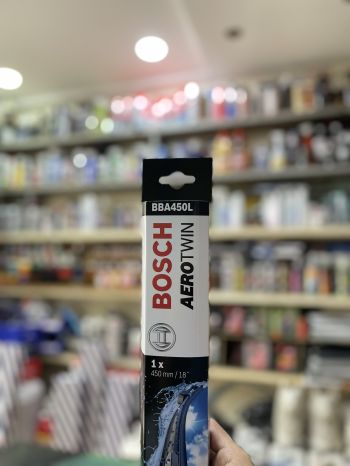 BBA450L
BOSCH
AEROTWIN
1 x
450 mm / 18"